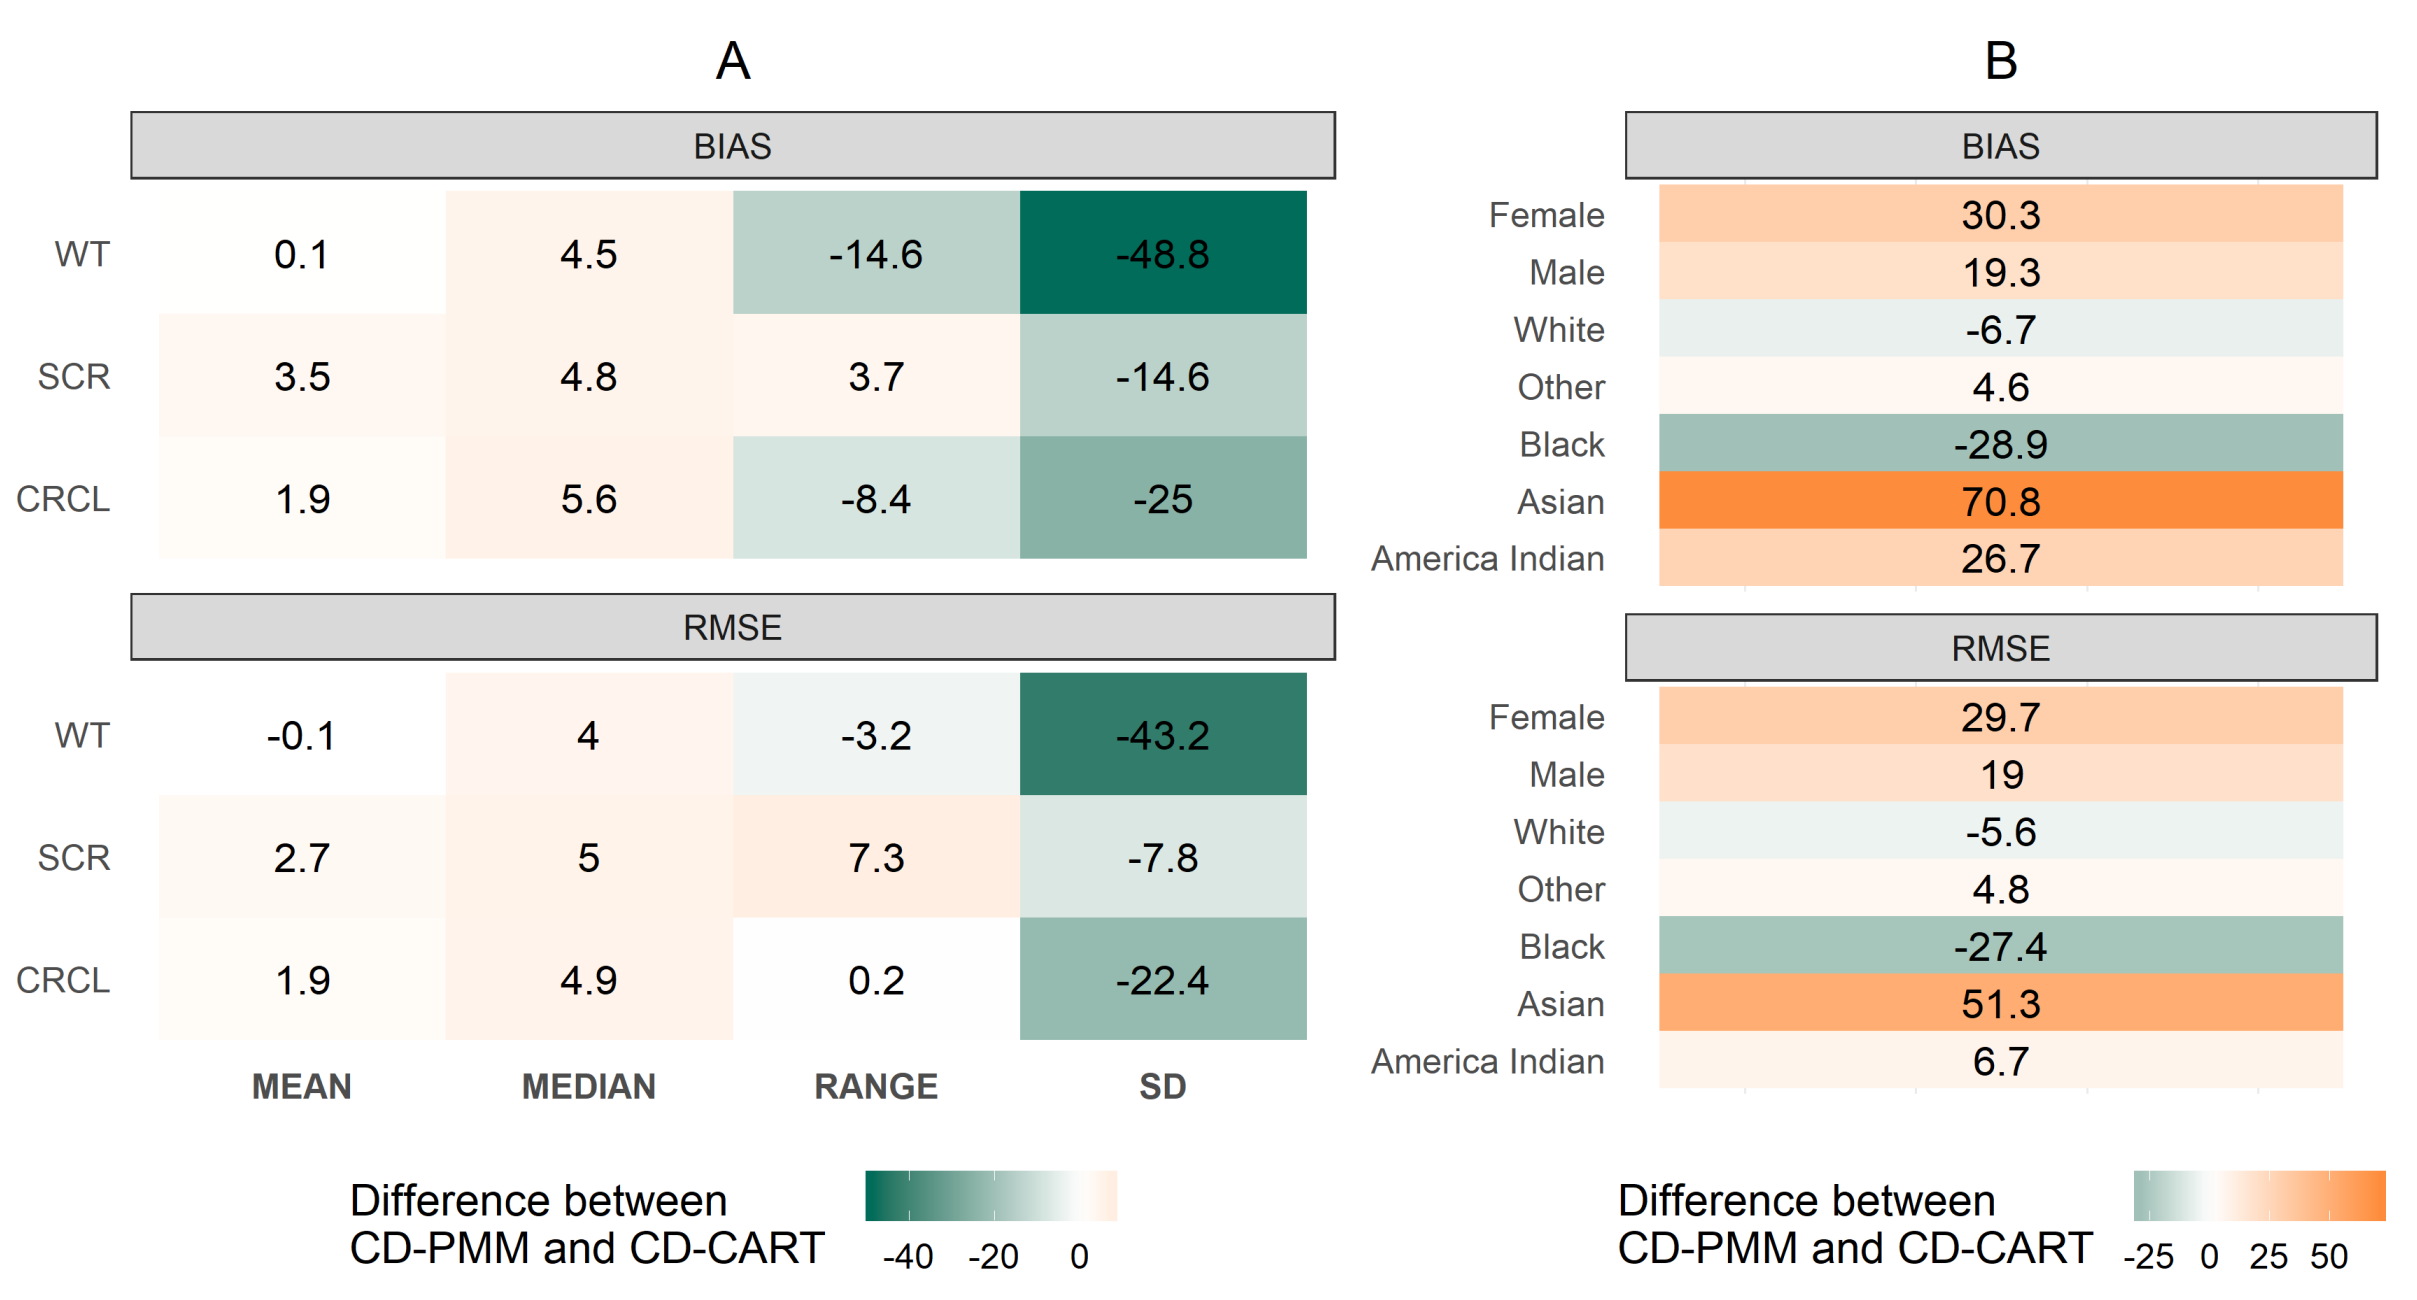 A
BIAS
WT 0.1 4.5 -14.6 -48.8
SCR 3.5 4.8 3.7 -14.6
CRCL 1.9 5.6 -8.4 -25
RMSE
WT -0.1 4 -3.2 -43.2
SCR 2.7 5 7.3 -7.8
CRCL 1.9 4.9 0.2 -22.4
MEAN MEDIAN RANGE SD
Difference between
CD-PMM and CD-CART
-40 -20 0
B
BIAS
Female 30.3
Male 19.3
White -6.7
Other 4.6
Black -28.9
Asian 70.8
America Indian 26.7
RMSE
Female 29.7
Male 19
White -5.6
Other 4.8
Black -27.4
Asian 51.3
America Indian 6.7
Difference between
CD-PMM and CD-CART
-25 0 25 50